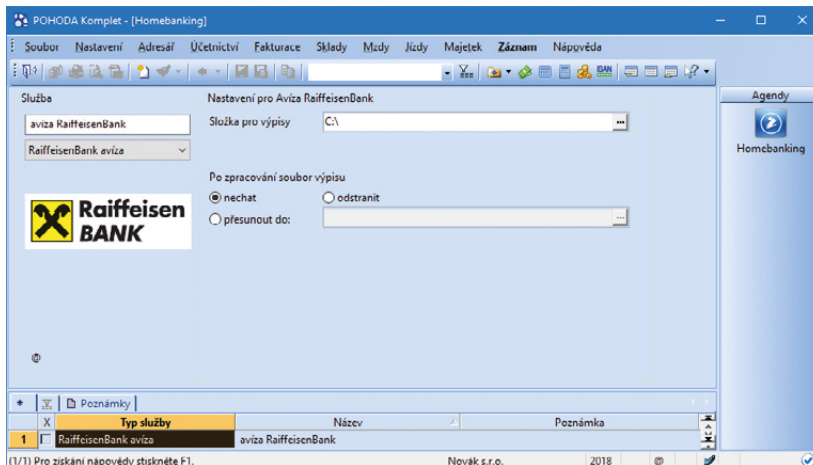 POHODA Komplet - [Homebanking]
Soubor Nastavení Adresář Účetnictví Fakturace Sklady Mzdy Jízdy Majetek Záznam Nápověda
IBAN
Služba
avíza RaiffeisenBank
RaiffeisenBank avíza
Raiffeisen
BANK
Nastavení pro Avíza RaiffeisenBank
Složka pro výpisy C:\ ...
Po zpracování soubor výpisu
nechat odstranit
přesunout do: ...
Agendy
Homebanking
@
* Poznámky
X Typ služby Název Poznámka
1 RaiffeisenBank avíza avíza RaiffeisenBank
(1/1) Pro získání nápovědy stiskněte F1. Novák s.r.o. 2018 @